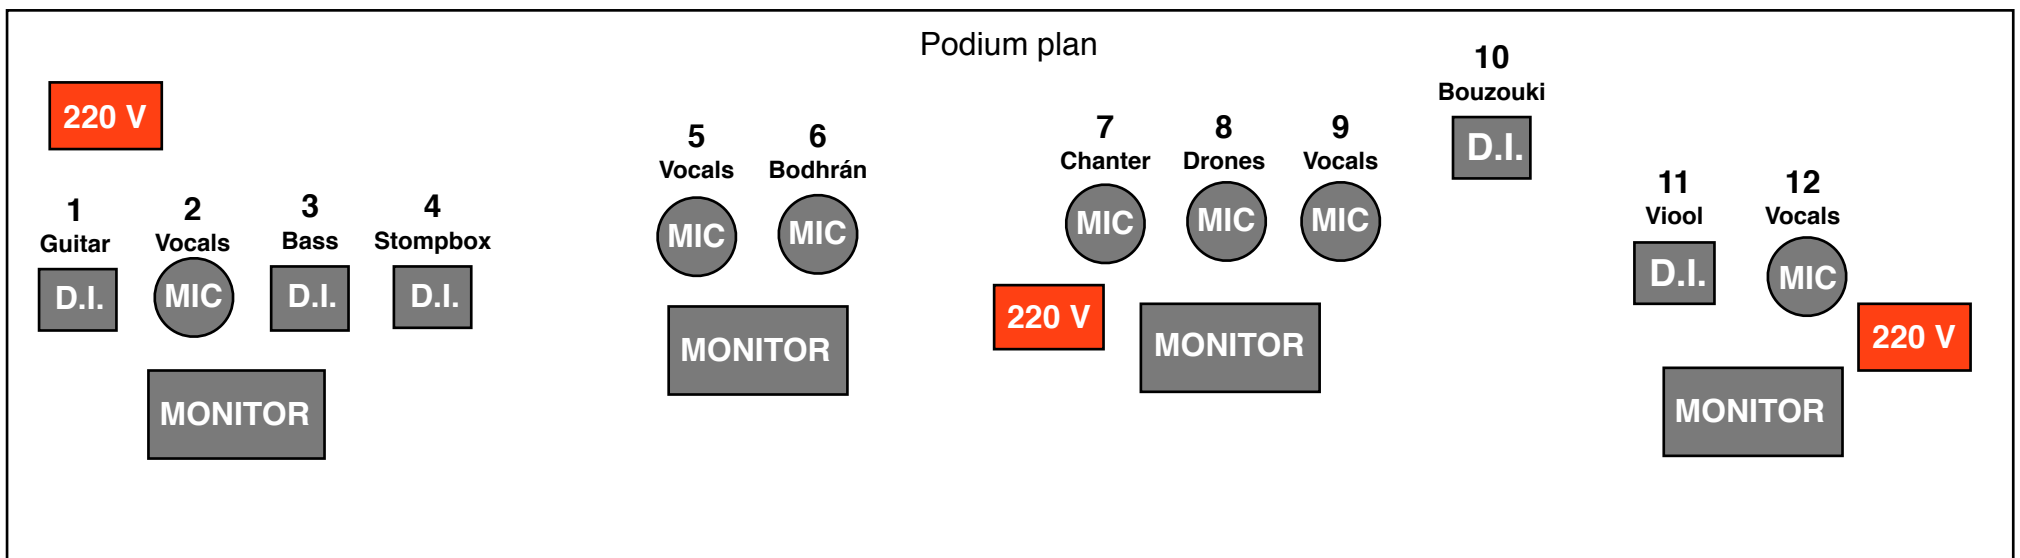 Podium plan
220 V
1
Guitar
D.I.
2
Vocals
MIC
3
Bass
D.I.
4
Stompbox
D.I.
MONITOR
5
Vocals
MIC
6
Bodhrán
MIC
MONITOR
7
Chanter
MIC
8
Drones
MIC
9
Vocals
MIC
220 V
MONITOR
10
Bouzouki
D.I.
11
Viool
D.I.
12
Vocals
MIC
220 V
MONITOR